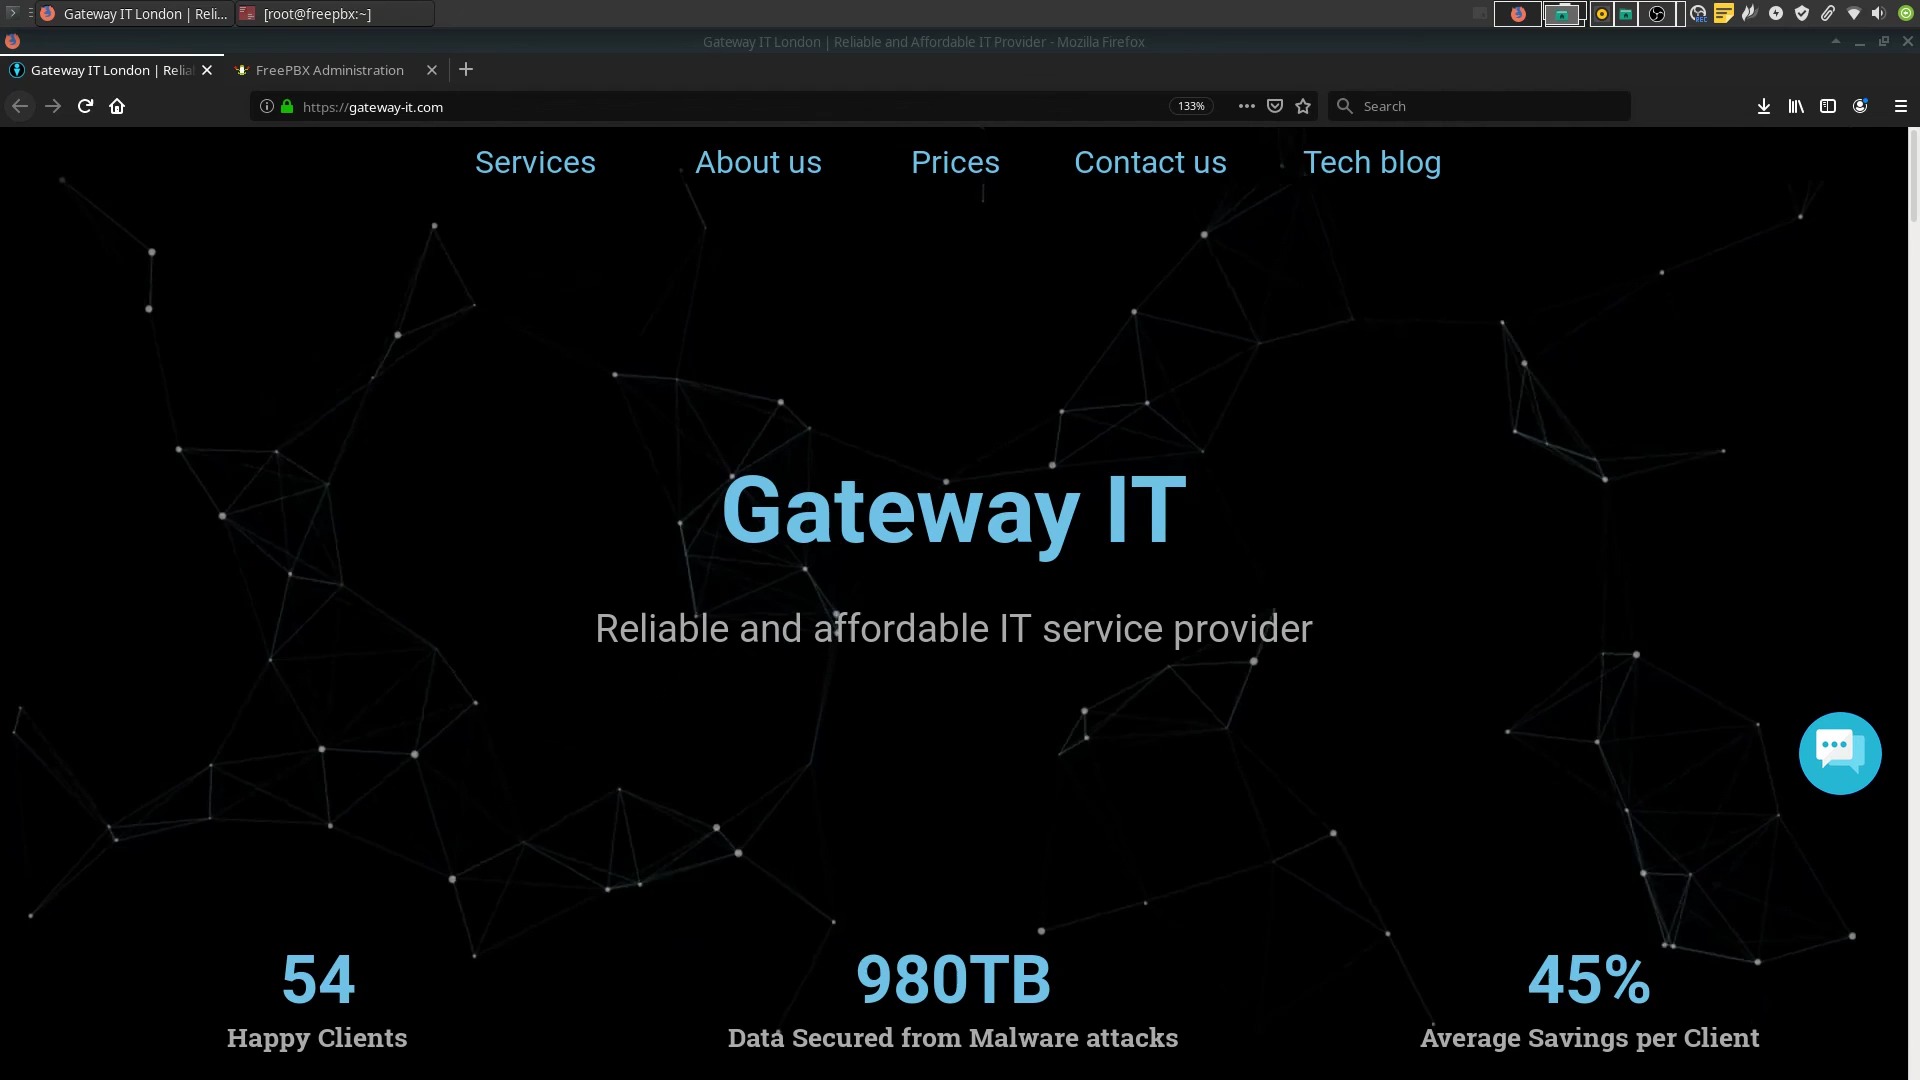 Gateway IT London | Reli...
[root@freepbx:~]
Gateway IT London | Reliable and Affordable IT Provider - Mozilla Firefox
Gateway IT London | Relia
FreePBX Administration
https://gateway-it.com
133%
Search
Services
About us
Prices
Contact us
Tech blog
Gateway IT
Reliable and affordable IT service provider
54
Happy Clients
980TB
Data Secured from Malware attacks
45%
Average Savings per Client